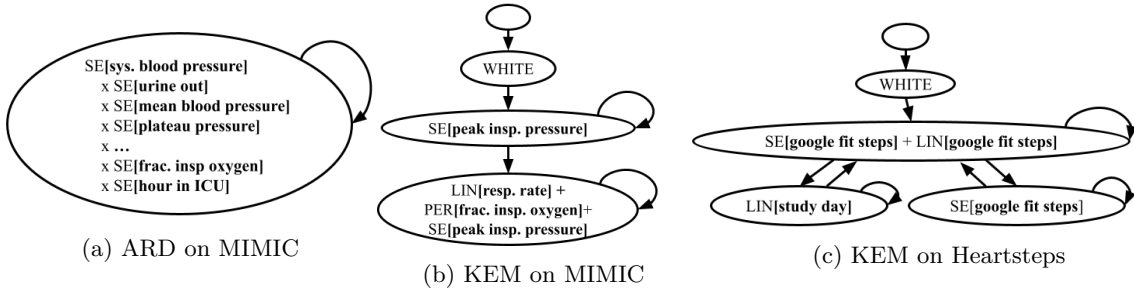 SE[sys. blood pressure]
x SE[urine out]
x SE[mean blood pressure]
x SE[plateau pressure]
x ...
x SE[frac. insp oxygen]
x SE[hour in ICU]
(a) ARD on MIMIC
WHITE
SE[peak insp. pressure]
LIN[resp. rate] +
PER[frac. insp. oxygen]+
SE[peak insp. pressure]
(b) KEM on MIMIC
WHITE
SE[google fit steps] + LIN[google fit steps]
LIN[study day]
SE[google fit steps]
(c) KEM on Heartsteps